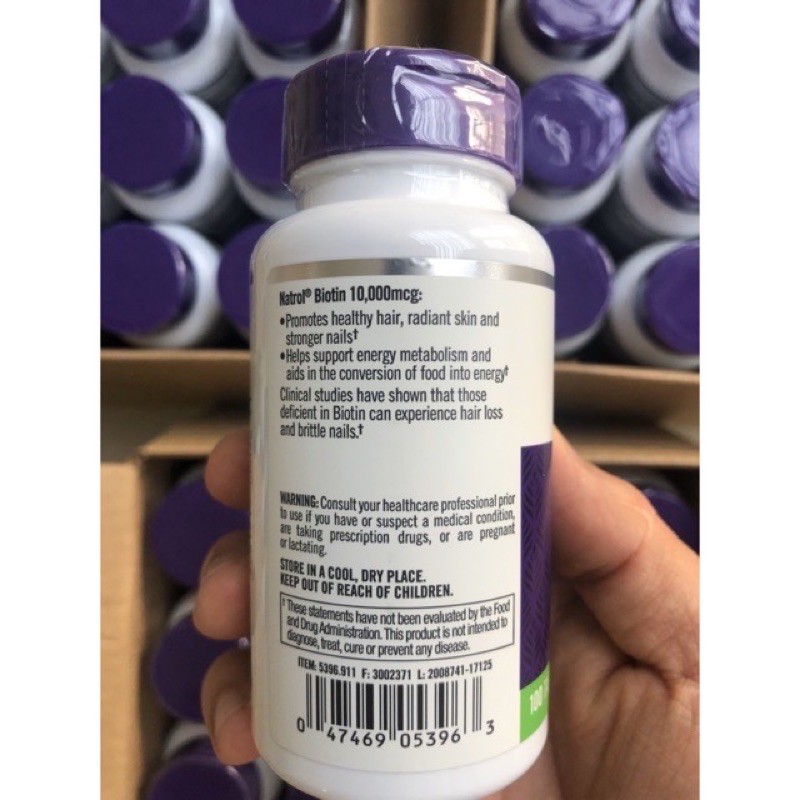 Natrol® Biotin 10,000mcg:
•Promotes healthy hair, radiant skin and
stronger nails†
•Helps support energy metabolism and
aids in the conversion of food into energy†
Clinical studies have shown that those
deficient in Biotin can experience hair loss
and brittle nails.†
WARNING: Consult your healthcare professional prior
to use if you have or suspect a medical condition,
are taking prescription drugs, or are pregnant
or lactating.
STORE IN A COOL, DRY PLACE.
KEEP OUT OF REACH OF CHILDREN.
† These statements have not been evaluated by the Food
and Drug Administration. This product is not intended to
diagnose, treat, cure or prevent any disease.
ITEM: 5396.911 F: 3002371 L: 2008741-17125
0 47469 05396 3
100